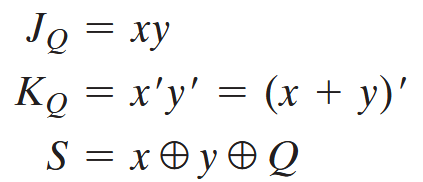 J_Q = xy
K_Q = x'y' = (x + y)'
S = x ⊕ y ⊕ Q